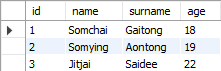 id name surname age
1 Somchai Gaitong 18
2 Somying Aontong 19
3 Jitjai Saidee 22